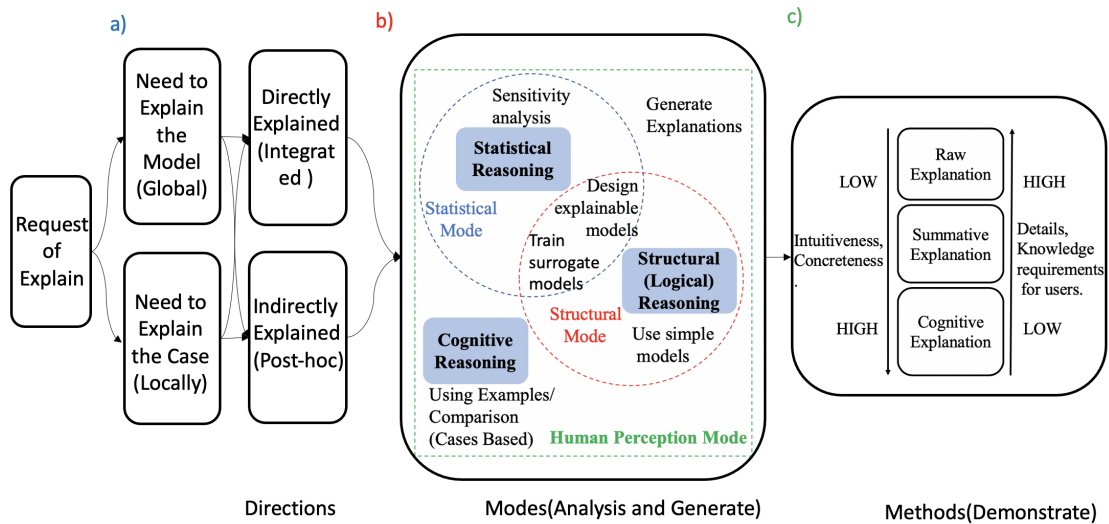 a)
b)
c)
Request
of
Explain
Need to
Explain
the
Model
(Global)
Need to
Explain
the Case
(Locally)
Directly
Explained
(Integrat
ed )
Indirectly
Explained
(Post-hoc)
Sensitivity
analysis
Generate
Explanations
Statistical
Reasoning
Statistical
Mode
Design
explainable
models
Train
surrogate
models
Structural
(Logical)
Reasoning
Structural
Mode
Use simple
models
Cognitive
Reasoning
Using Examples/
Comparison
(Cases Based)
Human Perception Mode
LOW
Intuitiveness,
Concreteness
.
HIGH
Raw
Explanation
Summative
Explanation
Cognitive
Explanation
HIGH
Details,
Knowledge
requirements
for users.
LOW
Directions
Modes(Analysis and Generate)
Methods(Demonstrate)